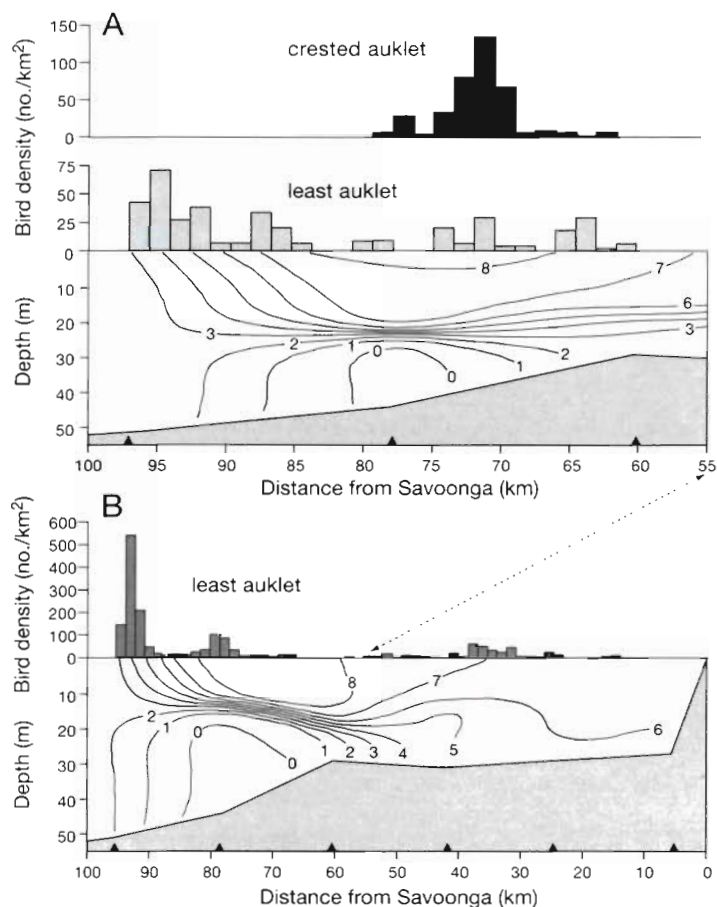 A
150
100
50
0
Bird density (no./km²)
crested auklet
75
50
25
0
Bird density (no./km²)
least auklet
10
20
30
40
50
Depth (m)
8
7
6
3
3
2
2
1
1
0
0
100 95 90 85 80 75 70 65 60 55
Distance from Savoonga (km)
B
600
500
400
300
200
100
0
Bird density (no./km²)
least auklet
10
20
30
40
50
Depth (m)
8
7
6
5
2
1
0
0
1 2 3 4
100 90 80 70 60 50 40 30 20 10 0
Distance from Savoonga (km)